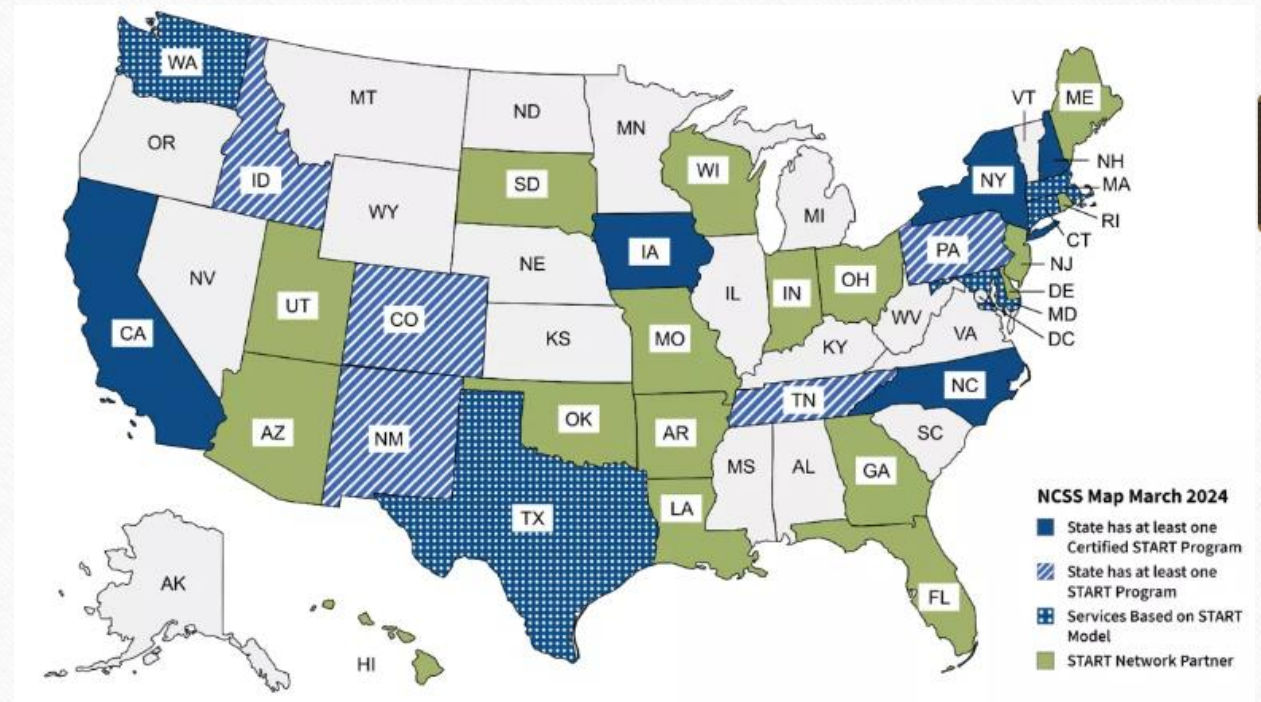 WA
MT
ND
MN
VT
ME
OR
ID
SD
WI
NY
NH
MA
WY
MI
RI
IA
PA
CT
NV
NE
NJ
UT
CO
IL
IN
OH
DE
CA
KS
MO
WV
VA
MD
KY
DC
AZ
NM
OK
AR
TN
NC
MS
AL
GA
SC
TX
LA
AK
FL
HI
NCSS Map March 2024
State has at least one
Certified START Program
State has at least one
START Program
Services Based on START
Model
START Network Partner